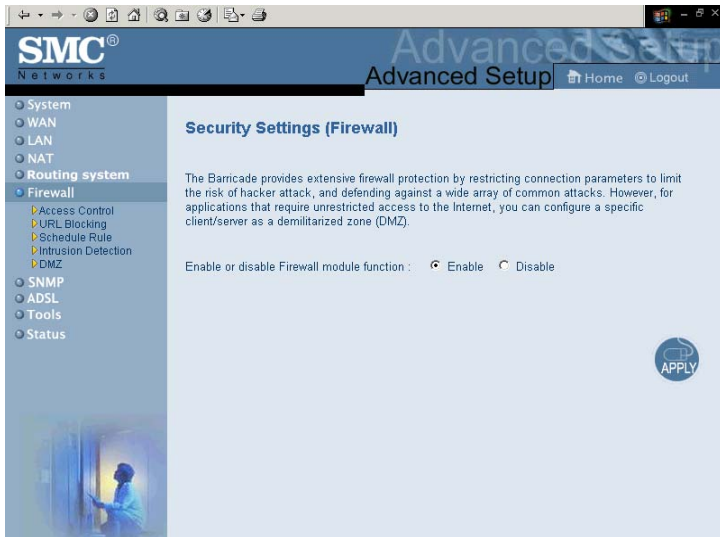 SMC®
Networks
Advanced Setup
Advanced Setup
Home
Logout
System
WAN
LAN
NAT
Routing system
Firewall
Access Control
URL Blocking
Schedule Rule
Intrusion Detection
DMZ
SNMP
ADSL
Tools
Status
Security Settings (Firewall)
The Barricade provides extensive firewall protection by restricting connection parameters to limit
the risk of hacker attack, and defending against a wide array of common attacks. However, for
applications that require unrestricted access to the Internet, you can configure a specific
client/server as a demilitarized zone (DMZ).
Enable or disable Firewall module function : Enable Disable
APPLY